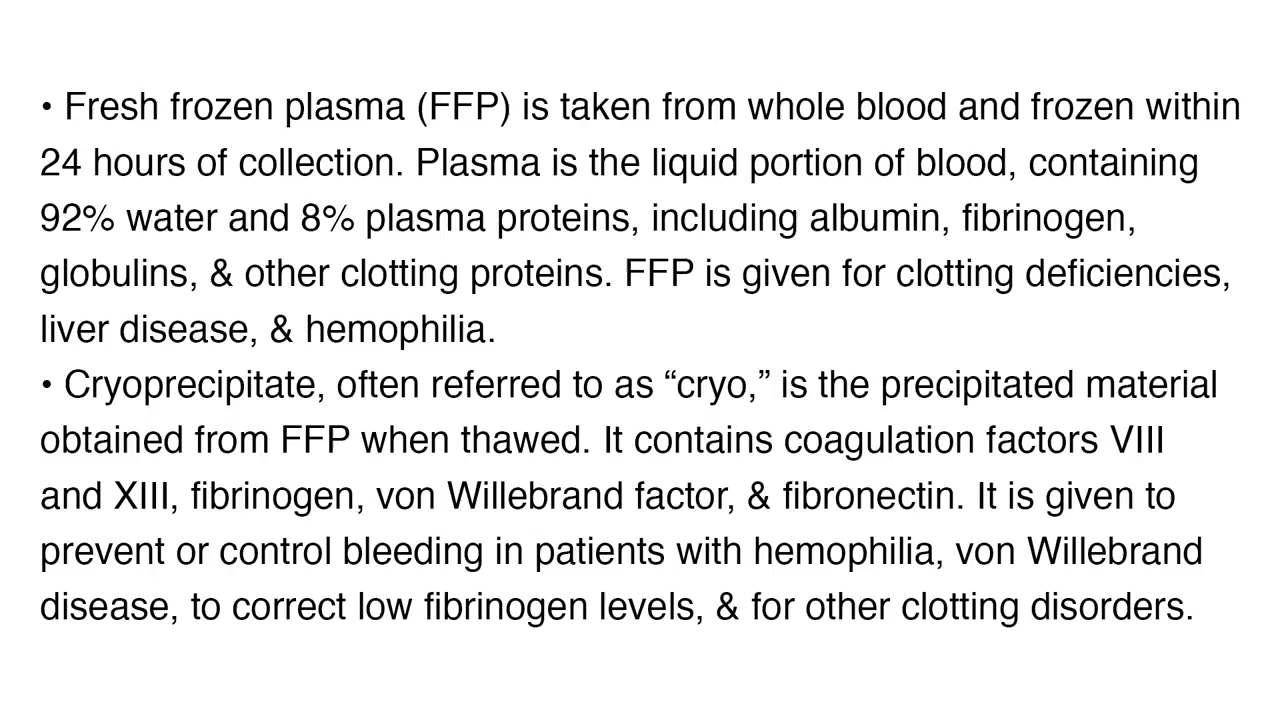 • Fresh frozen plasma (FFP) is taken from whole blood and frozen within
24 hours of collection. Plasma is the liquid portion of blood, containing
92% water and 8% plasma proteins, including albumin, fibrinogen,
globulins, & other clotting proteins. FFP is given for clotting deficiencies,
liver disease, & hemophilia.
• Cryoprecipitate, often referred to as “cryo,” is the precipitated material
obtained from FFP when thawed. It contains coagulation factors VIII
and XIII, fibrinogen, von Willebrand factor, & fibronectin. It is given to
prevent or control bleeding in patients with hemophilia, von Willebrand
disease, to correct low fibrinogen levels, & for other clotting disorders.